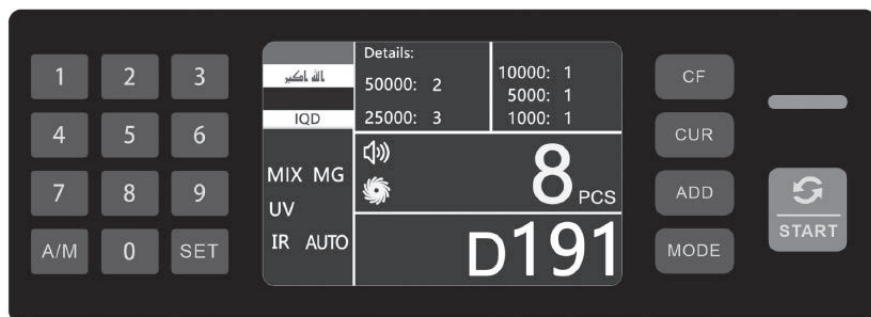 1 2 3
4 5 6
7 8 9
A/M 0 SET
الله اكبر
IQD
MIX MG
UV
IR AUTO
Details:
50000: 2
25000: 3
10000: 1
5000: 1
1000: 1
8 PCS
D191
CF
CUR
ADD
MODE
START